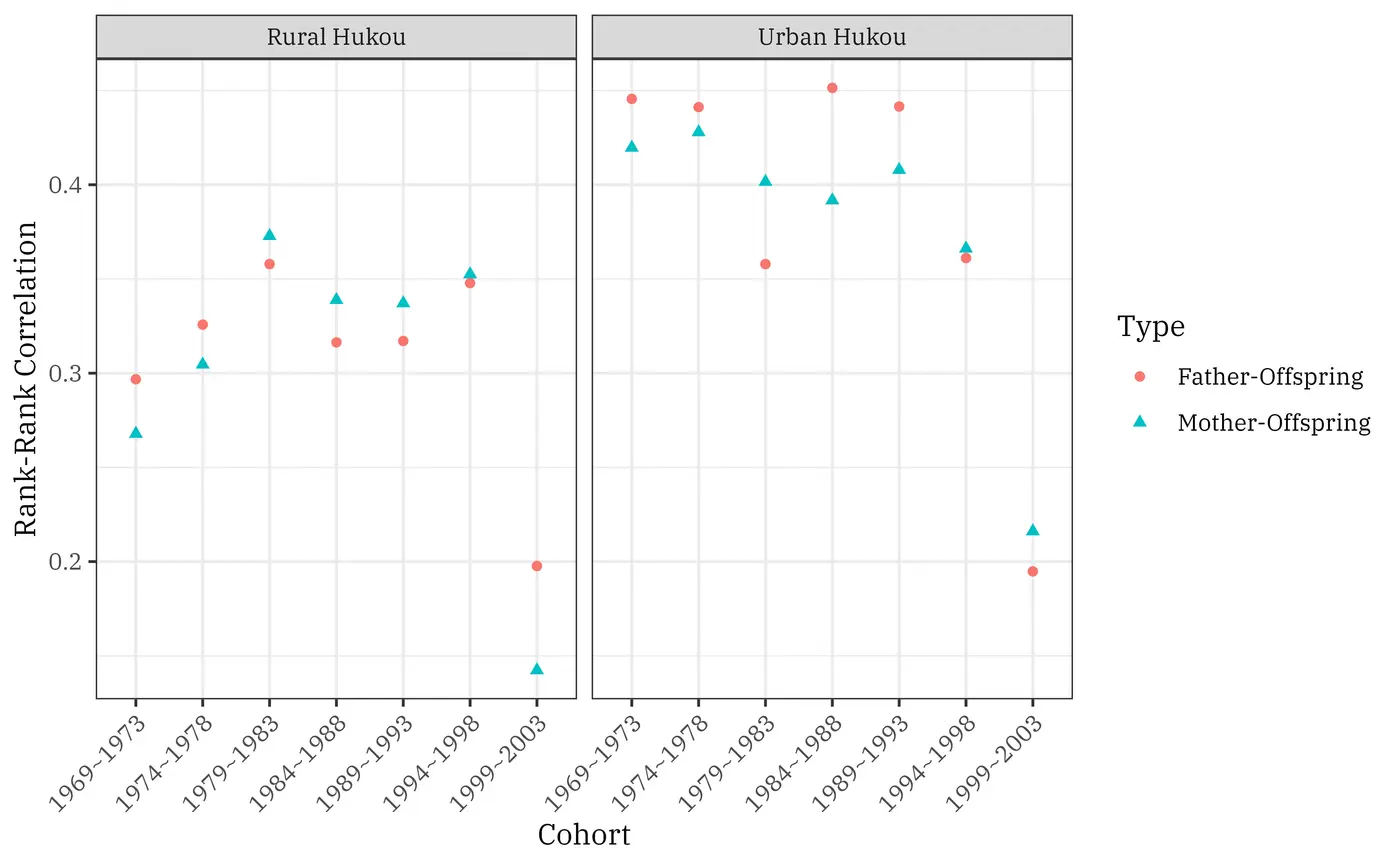 Rural Hukou
Urban Hukou
Rank-Rank Correlation
0.4
0.3
0.2
1969~1973
1974~1978
1979~1983
1984~1988
1989~1993
1994~1998
1999~2003
1969~1973
1974~1978
1979~1983
1984~1988
1989~1993
1994~1998
1999~2003
Cohort
Type
Father-Offspring
Mother-Offspring